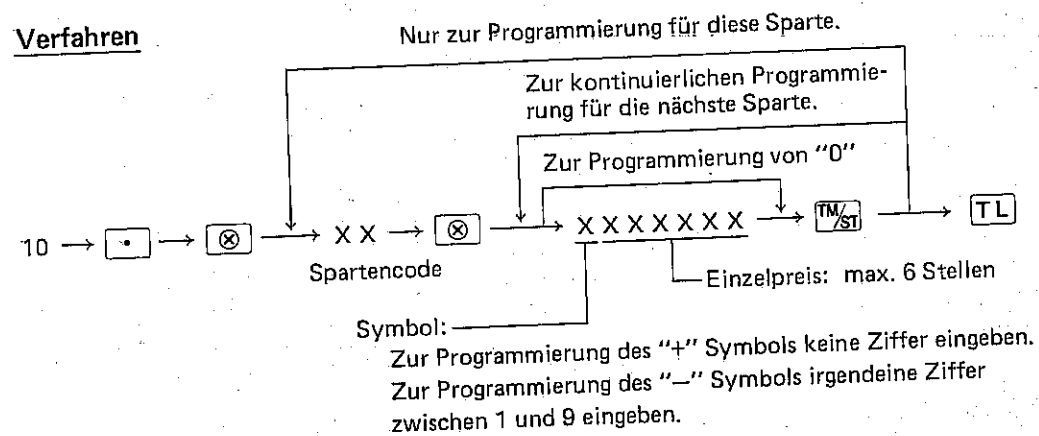 Verfahren
Nur zur Programmierung für diese Sparte.
Zur kontinuierlichen Programmie-
rung für die nächste Sparte.
Zur Programmierung von "0"
10 → [•] → [⊗] → X X → [⊗] → X X X X X X X → [TM/ST] → [TL]
Spartencode
Einzelpreis: max. 6 Stellen
Symbol:
Zur Programmierung des "+" Symbols keine Ziffer eingeben.
Zur Programmierung des "–" Symbols irgendeine Ziffer
zwischen 1 und 9 eingeben.